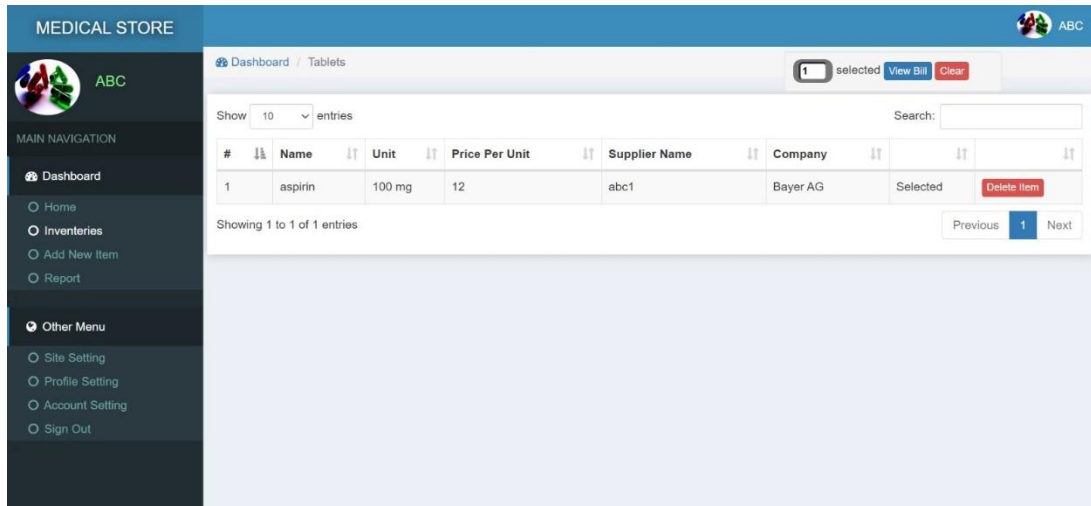 MEDICAL STORE
ABC
ABC
Dashboard / Tablets
1 selected View Bill Clear
MAIN NAVIGATION
Dashboard
Home
Inventeries
Add New Item
Report
Other Menu
Site Setting
Profile Setting
Account Setting
Sign Out
Show 10 entries
Search:
# Name Unit Price Per Unit Supplier Name Company
1 aspirin 100 mg 12 abc1 Bayer AG Selected Delete Item
Showing 1 to 1 of 1 entries
Previous 1 Next